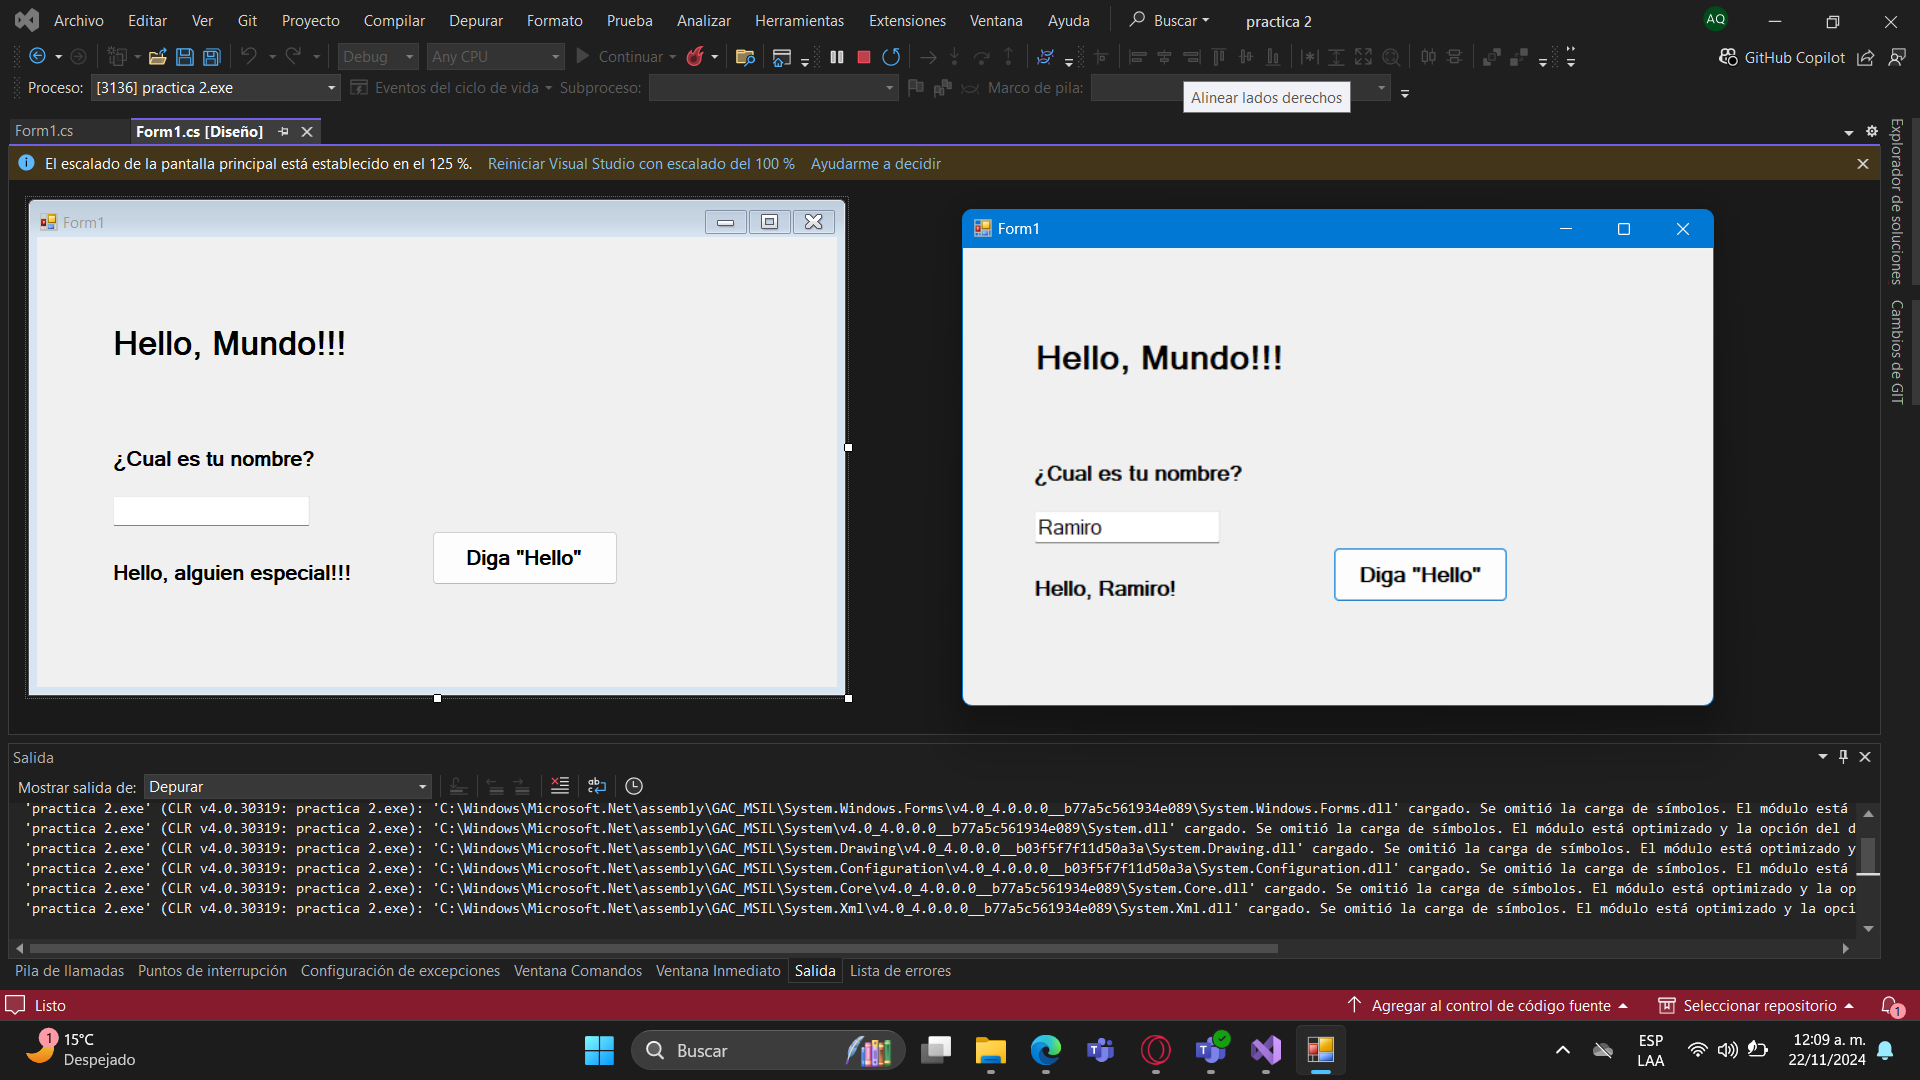 Archivo Editar Ver Git Proyecto Compilar Depurar Formato Prueba Analizar Herramientas Extensiones Ventana Ayuda Buscar practica 2 AQ
Debug Any CPU Continuar GitHub Copilot
Proceso: [3136] practica 2.exe Eventos del ciclo de vida Subproceso: Marco de pila:
Alinear lados derechos
Form1.cs Form1.cs [Diseño]
El escalado de la pantalla principal está establecido en el 125 %. Reiniciar Visual Studio con escalado del 100 % Ayudarme a decidir
Explorador de soluciones
Cambios de GIT
Form1
Hello, Mundo!!!
¿Cual es tu nombre?
Diga "Hello"
Hello, alguien especial!!!
Form1
Hello, Mundo!!!
¿Cual es tu nombre?
Ramiro
Diga "Hello"
Hello, Ramiro!
Salida
Mostrar salida de: Depurar
'practica 2.exe' (CLR v4.0.30319: practica 2.exe): 'C:\Windows\Microsoft.Net\assembly\GAC_MSIL\System.Windows.Forms\v4.0_4.0.0.0__b77a5c561934e089\System.Windows.Forms.dll' cargado. Se omitió la carga de símbolos. El módulo está
'practica 2.exe' (CLR v4.0.30319: practica 2.exe): 'C:\Windows\Microsoft.Net\assembly\GAC_MSIL\System\v4.0_4.0.0.0__b77a5c561934e089\System.dll' cargado. Se omitió la carga de símbolos. El módulo está optimizado y la opción del d
'practica 2.exe' (CLR v4.0.30319: practica 2.exe): 'C:\Windows\Microsoft.Net\assembly\GAC_MSIL\System.Drawing\v4.0_4.0.0.0__b03f5f7f11d50a3a\System.Drawing.dll' cargado. Se omitió la carga de símbolos. El módulo está optimizado y
'practica 2.exe' (CLR v4.0.30319: practica 2.exe): 'C:\Windows\Microsoft.Net\assembly\GAC_MSIL\System.Configuration\v4.0_4.0.0.0__b03f5f7f11d50a3a\System.Configuration.dll' cargado. Se omitió la carga de símbolos. El módulo está
'practica 2.exe' (CLR v4.0.30319: practica 2.exe): 'C:\Windows\Microsoft.Net\assembly\GAC_MSIL\System.Core\v4.0_4.0.0.0__b77a5c561934e089\System.Core.dll' cargado. Se omitió la carga de símbolos. El módulo está optimizado y la op
'practica 2.exe' (CLR v4.0.30319: practica 2.exe): 'C:\Windows\Microsoft.Net\assembly\GAC_MSIL\System.Xml\v4.0_4.0.0.0__b77a5c561934e089\System.Xml.dll' cargado. Se omitió la carga de símbolos. El módulo está optimizado y la opci
Pila de llamadas Puntos de interrupción Configuración de excepciones Ventana Comandos Ventana Inmediato Salida Lista de errores
Listo Agregar al control de código fuente Seleccionar repositorio 1
1 15°C
Despejado
Buscar
ESP
LAA
12:09 a. m.
22/11/2024